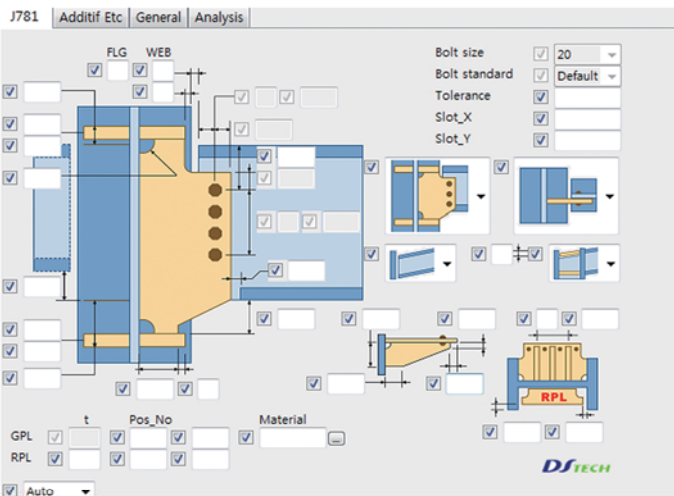 J781 Additif Etc General Analysis
FLG WEB
Bolt size 20
Bolt standard Default
Tolerance
Slot_X
Slot_Y
RPL
t Pos_No Material
GPL
RPL
DSTECH
Auto